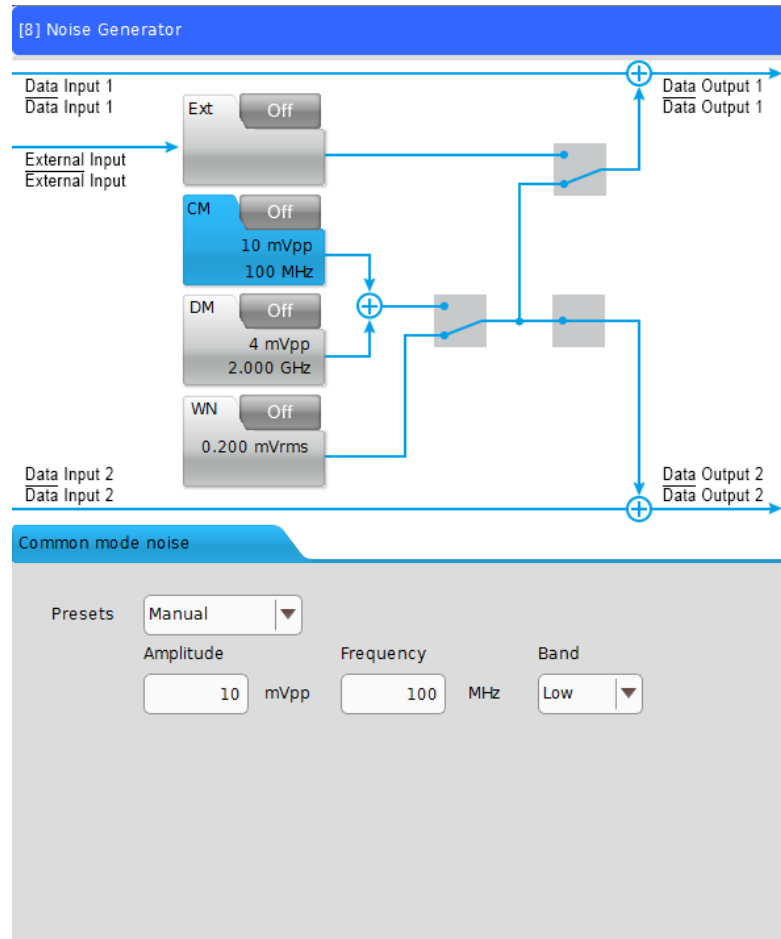 [8] Noise Generator
Data Input 1
Data Input 1
Data Output 1
Data Output 1
Ext
Off
External Input
External Input
CM
Off
10 mVpp
100 MHz
DM
Off
4 mVpp
2.000 GHz
WN
Off
0.200 mVrms
Data Input 2
Data Input 2
Data Output 2
Data Output 2
Common mode noise
Presets Manual
Amplitude Frequency Band
10 mVpp 100 MHz Low